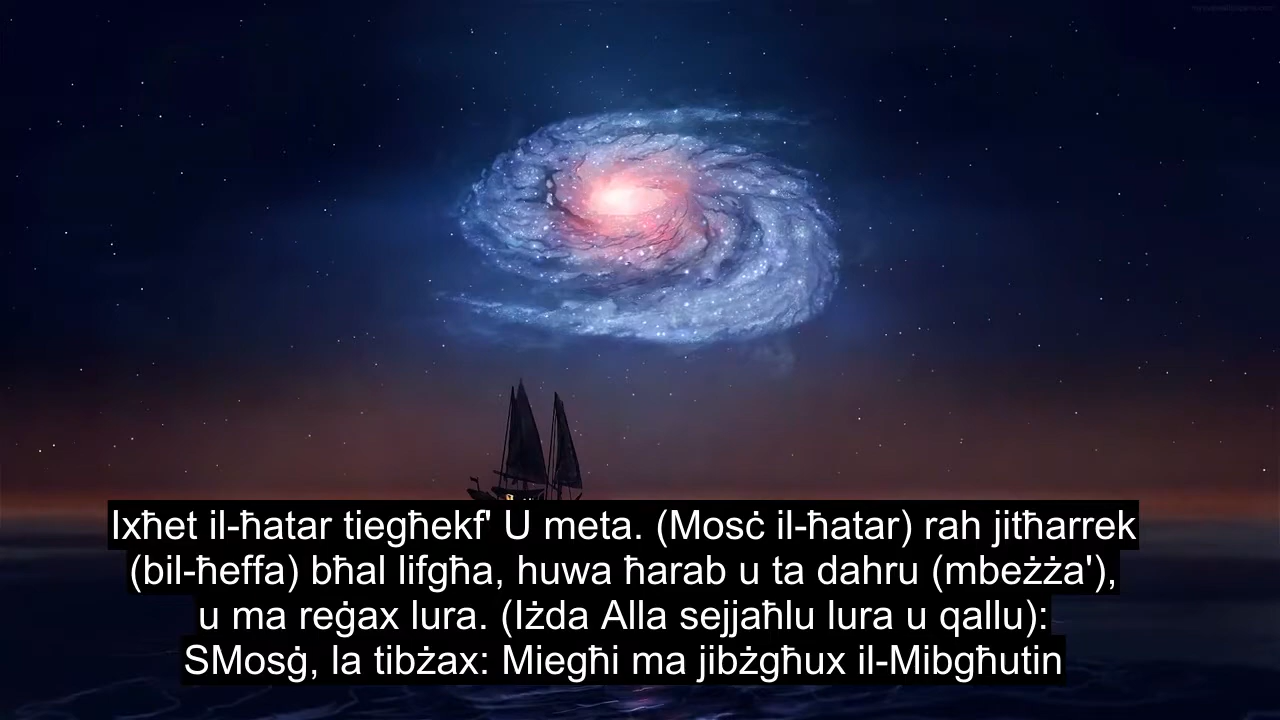 Ixħet il-ħatar tiegħekf' U meta. (Mosċ il-ħatar) rah jitħarrek
(bil-ħeffa) bħal lifgħa, huwa ħarab u ta dahru (mbeżża'),
u ma reġax lura. (Iżda Alla sejjaħlu lura u qallu):
SMosġ, la tibżax: Miegħi ma jibżgħux il-Mibgħutin